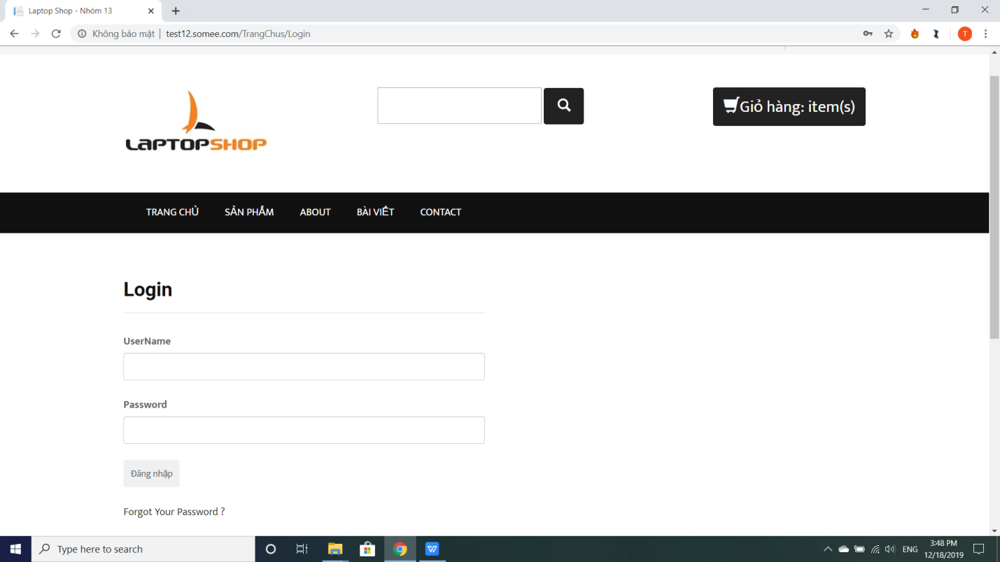 Laptop Shop - Nhóm 13
Không bảo mật | test12.somee.com/TrangChus/Login
T
LAPTOPSHOP
Giỏ hàng: item(s)
TRANG CHỦ SẢN PHẨM ABOUT BÀI VIẾT CONTACT
Login
UserName
Password
Đăng nhập
Forgot Your Password ?
Type here to search
W
ENG
3:48 PM
12/18/2019